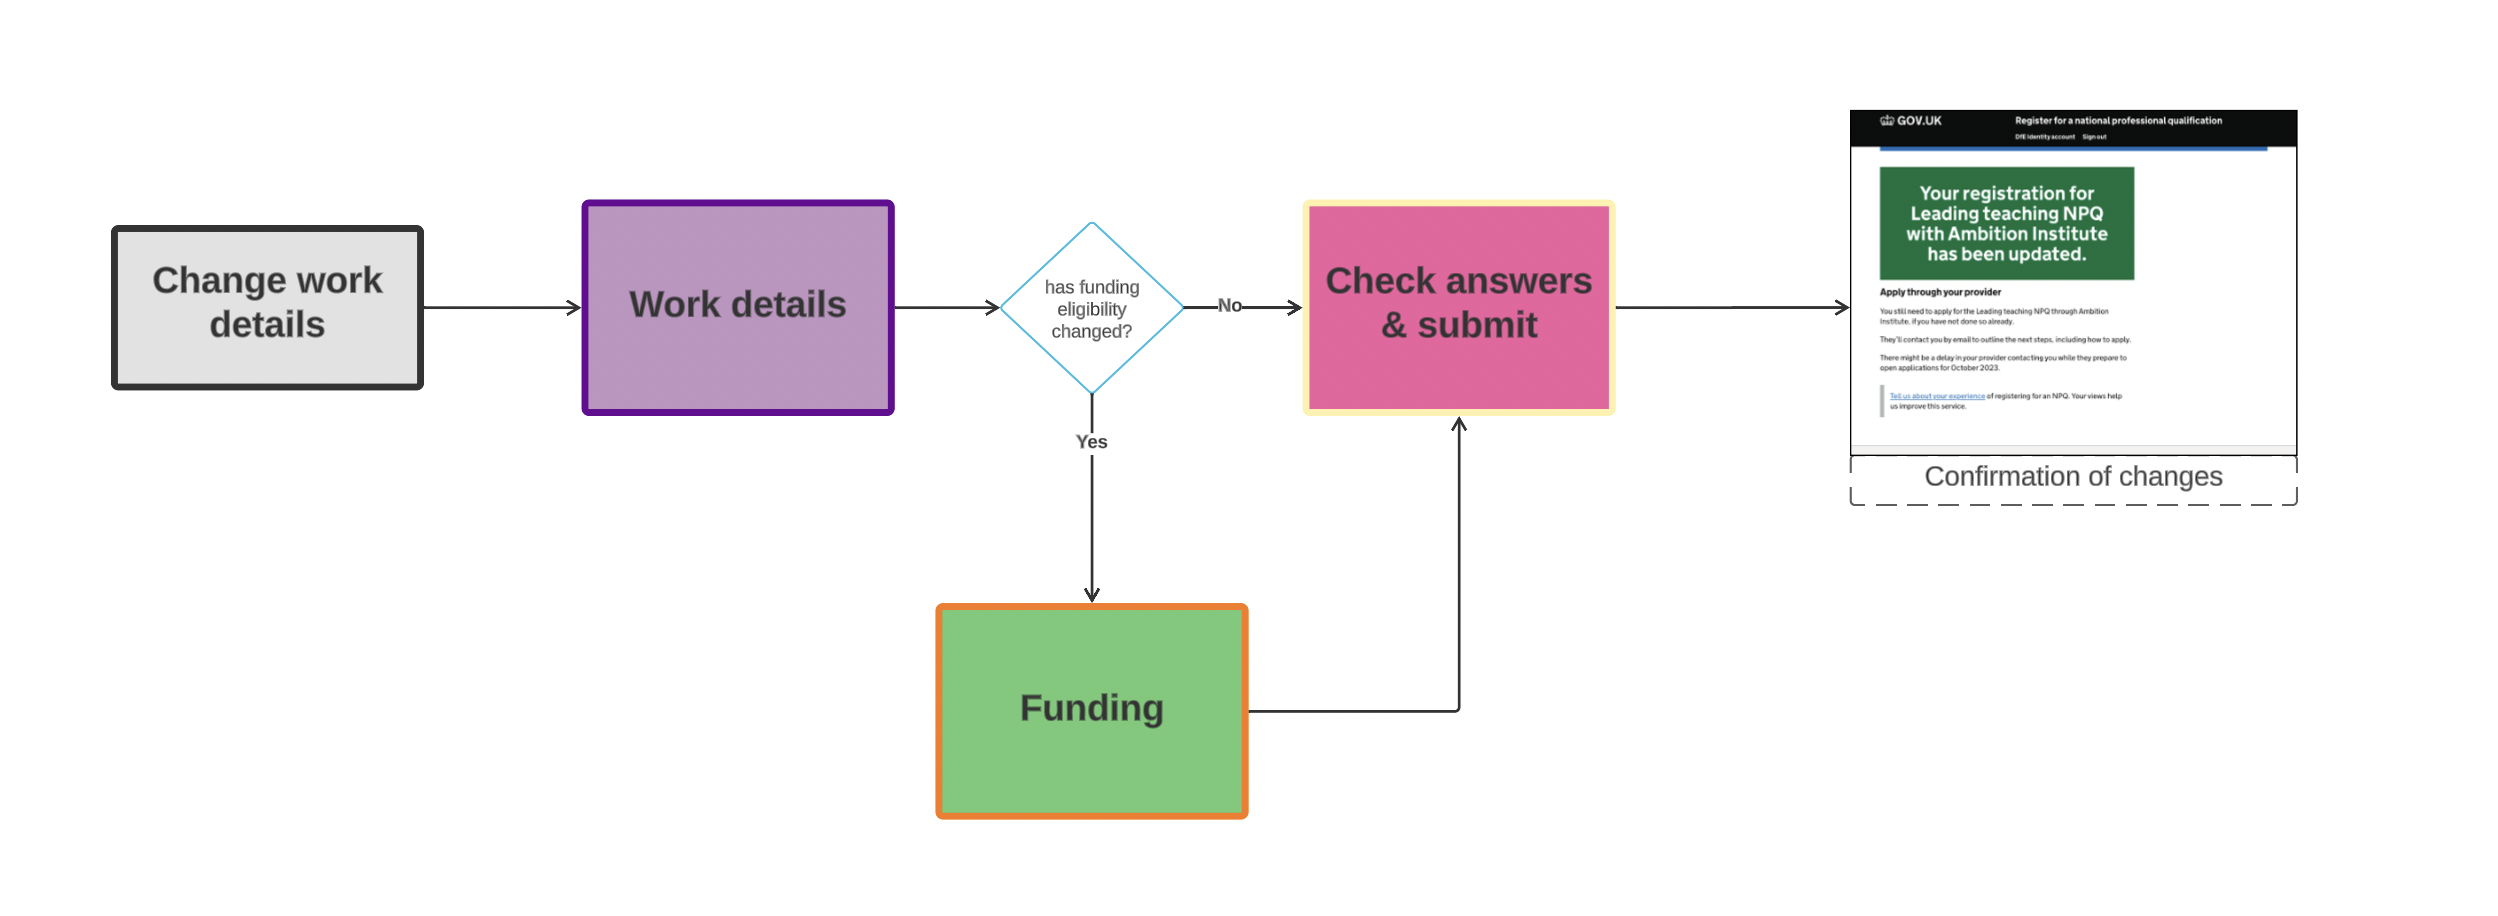 Change work
details
Work details
has funding
eligibility
changed?
No
Yes
Check answers
& submit
Funding
GOV.UK
Register for a national professional qualification
DfE Identity account Sign out
Your registration for
Leading teaching NPQ
with Ambition Institute
has been updated.
Apply through your provider
You still need to apply for the Leading teaching NPQ through Ambition
Institute, if you have not done so already.
They'll contact you by email to outline the next steps, including how to apply.
There might be a delay in your provider contacting you while they prepare to
open applications for October 2023.
Tell us about your experience of registering for an NPQ. Your views help
us improve this service.
Confirmation of changes